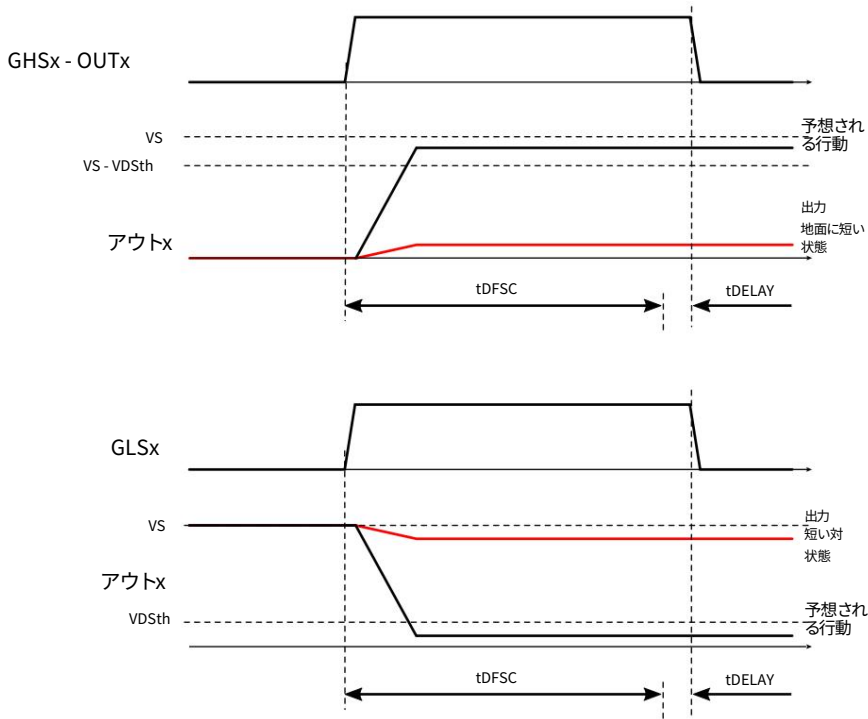 GHSx - OUTx
VS
予想され
る行動
VS - VDSth
出力
地面に短い
状態
アウトx
tDFSC
tDELAY
GLSx
VS
出力
短い対
状態
アウトx
VDSth
予想され
る行動
tDFSC
tDELAY